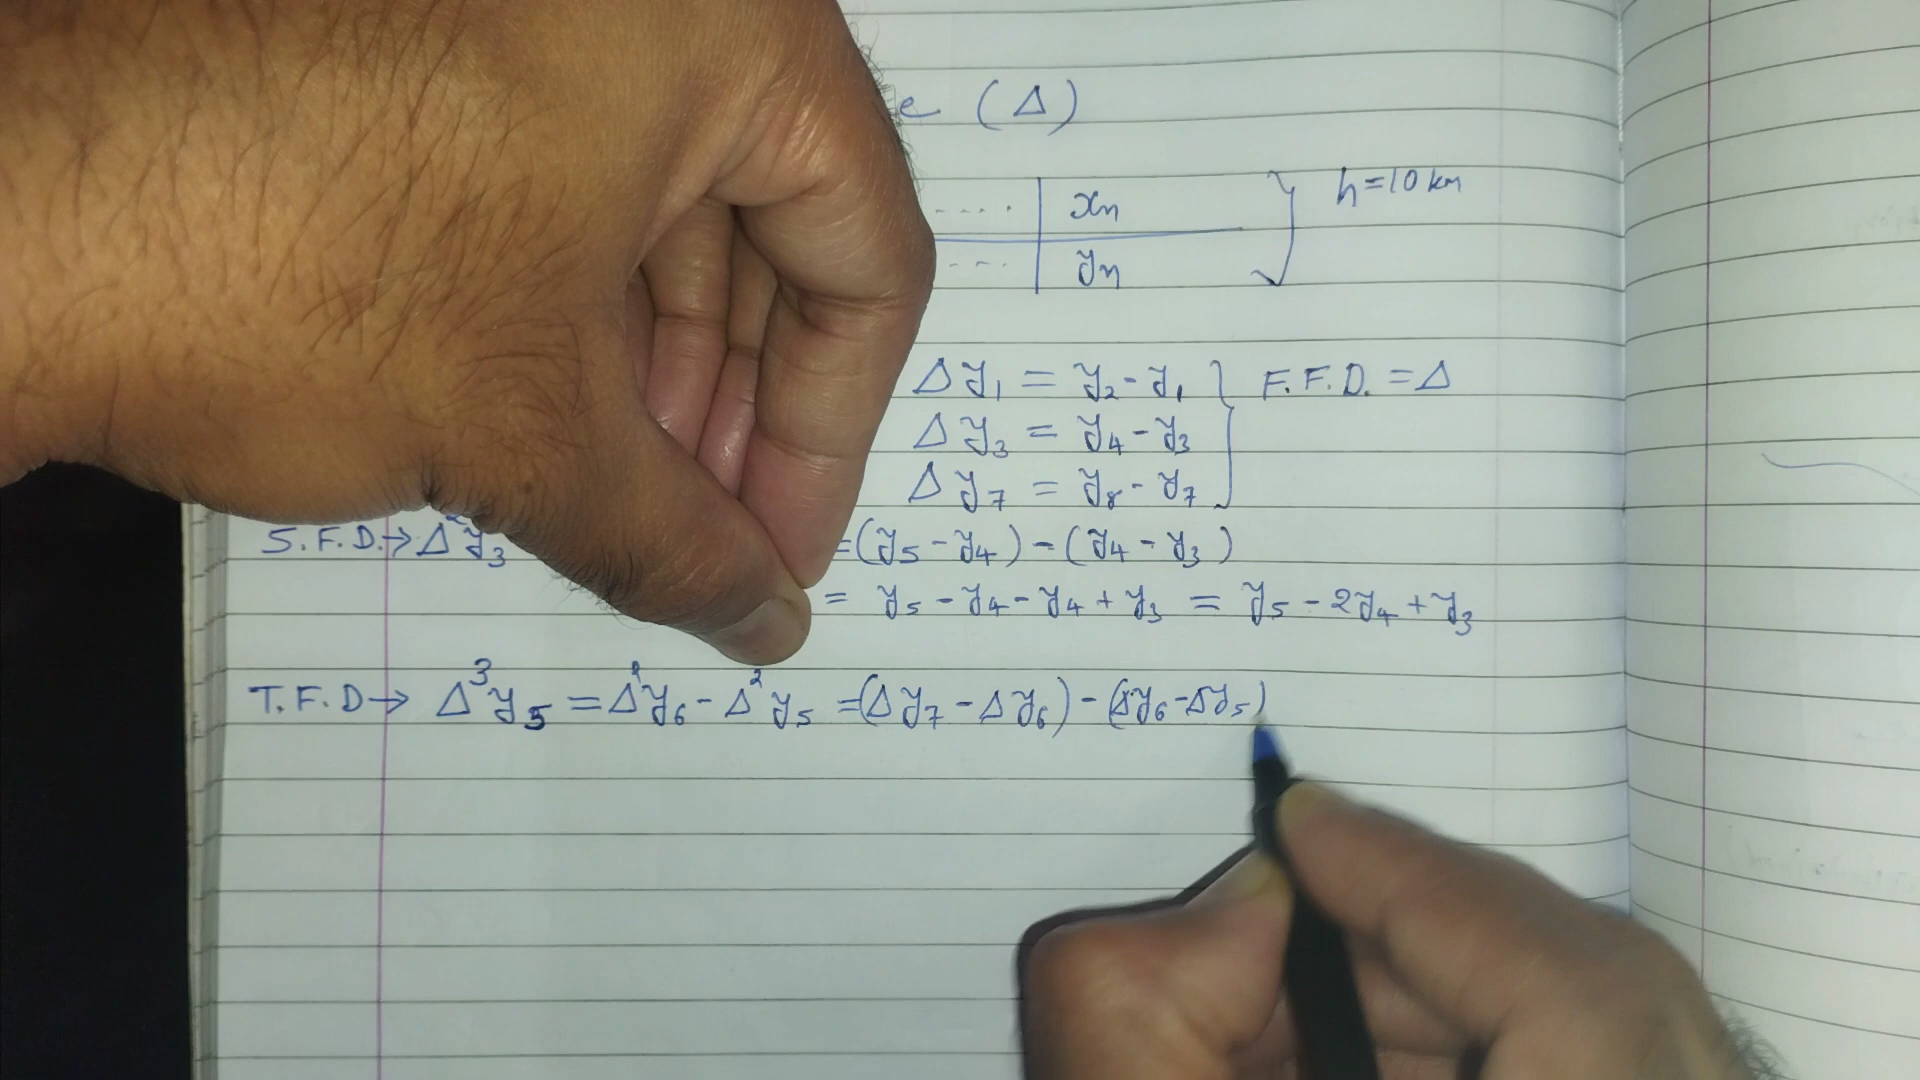 (Δ)
.... xn h=10 km
... yn
Δy₁ = y₂ - y₁ } F.F.D. = Δ
Δy₃ = y₄ - y₃
Δy₇ = y₈ - y₇
S.F.D.→ Δ²y₃ =(y₅ - y₄) - (y₄ - y₃)
= y₅ - y₄ - y₄ + y₃ = y₅ - 2y₄ + y₃
T.F.D→ Δ³y₅ = Δ²y₆ - Δ²y₅ =(Δy₇ - Δy₆) - (Δy₆ - Δy₅)